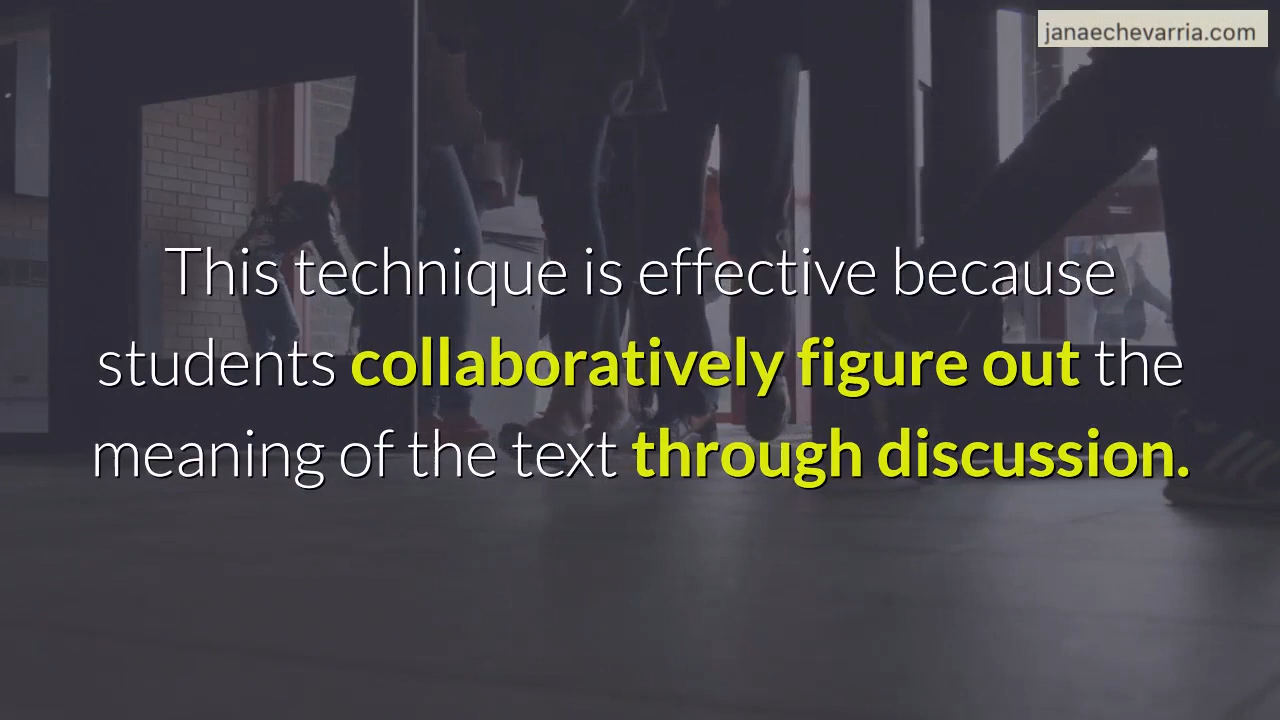 janaechevarria.com
This technique is effective because
students collaboratively figure out the
meaning of the text through discussion.